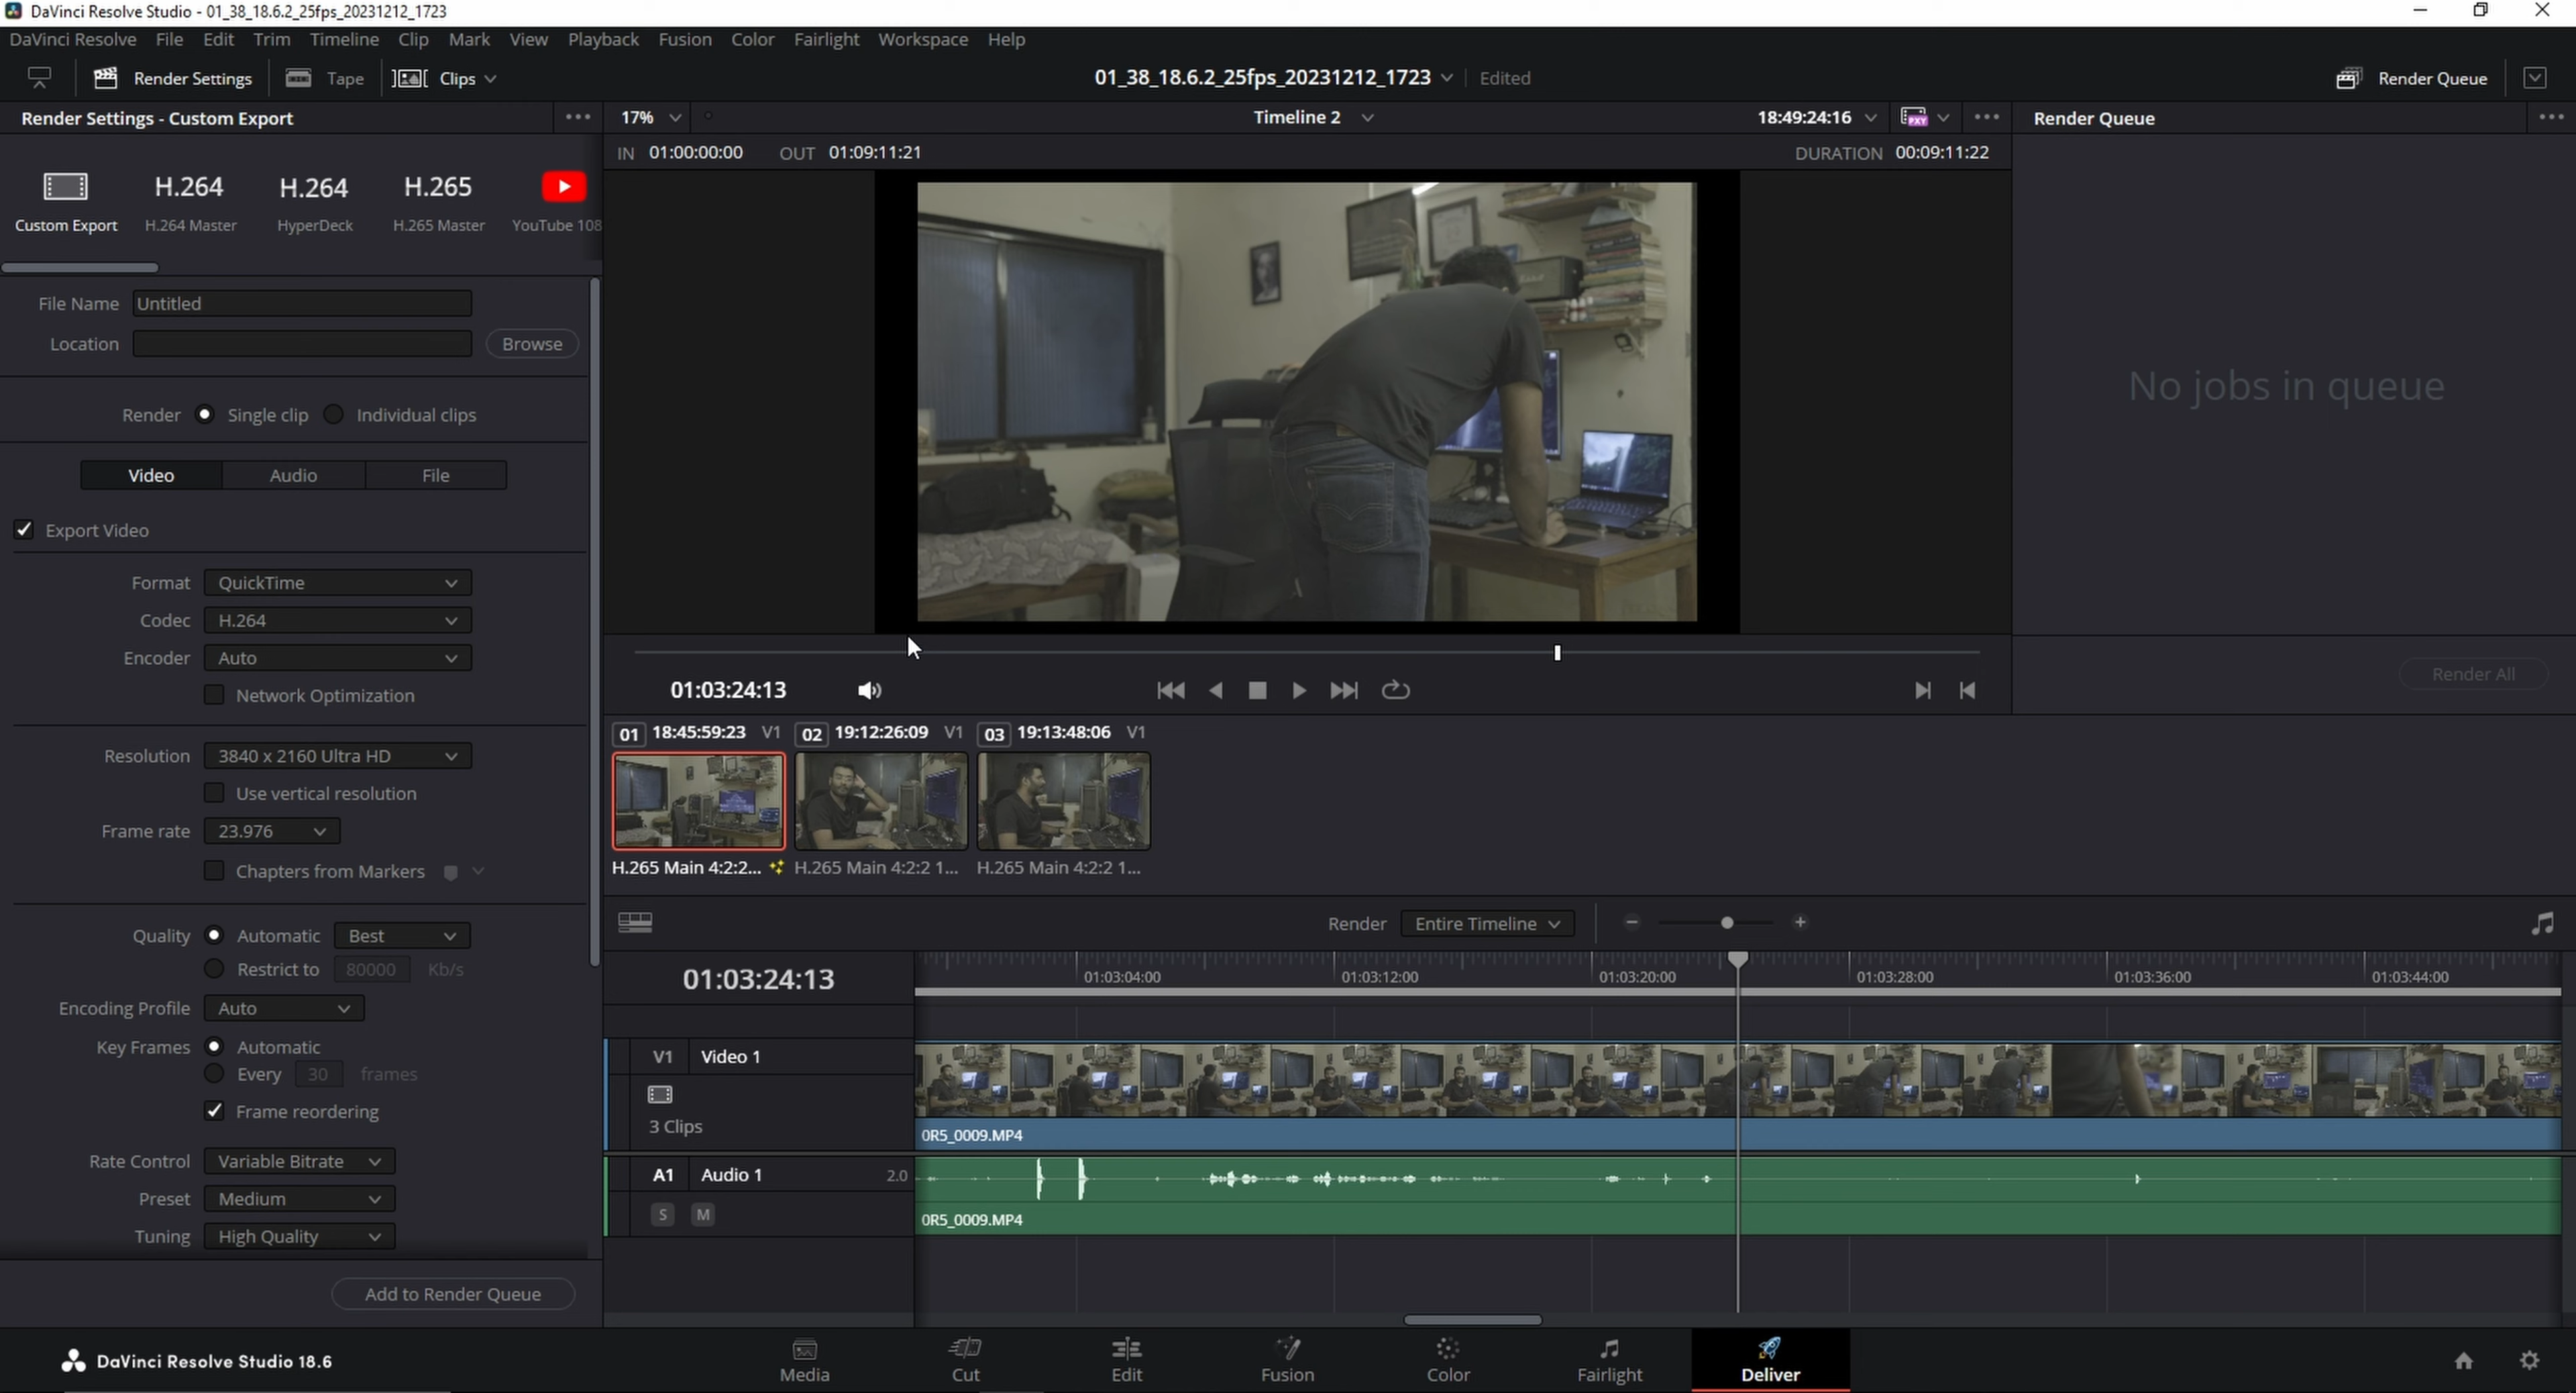 DaVinci Resolve Studio - 01_38_18.6.2_25fps_20231212_1723
DaVinci Resolve File Edit Trim Timeline Clip Mark View Playback Fusion Color Fairlight Workspace Help
Render Settings Tape Clips 01_38_18.6.2_25fps_20231212_1723 Edited Render Queue
Render Settings - Custom Export 17% Timeline 2 18:49:24:16 PXY Render Queue
IN 01:00:00:00 OUT 01:09:11:21 DURATION 00:09:11:22
H.264 H.264 H.265
Custom Export H.264 Master HyperDeck H.265 Master YouTube 108
File Name Untitled
Location Browse
No jobs in queue
Render Single clip Individual clips
Video Audio File
Export Video
Format QuickTime
Codec H.264
Encoder Auto
Network Optimization
01:03:24:13
Render All
01 18:45:59:23 V1 02 19:12:26:09 V1 03 19:13:48:06 V1
H.265 Main 4:2:2... H.265 Main 4:2:2 1... H.265 Main 4:2:2 1...
Resolution 3840 x 2160 Ultra HD
Use vertical resolution
Frame rate 23.976
Chapters from Markers
Quality Automatic Best
Restrict to 80000 Kb/s
Encoding Profile Auto
Key Frames Automatic
Every 30 frames
Frame reordering
Rate Control Variable Bitrate
Preset Medium
Tuning High Quality
Add to Render Queue
Render Entire Timeline
01:03:24:13 01:03:04:00 01:03:12:00 01:03:20:00 01:03:28:00 01:03:36:00 01:03:44:00
V1 Video 1
3 Clips
0R5_0009.MP4
A1 Audio 1 2.0
S M
0R5_0009.MP4
DaVinci Resolve Studio 18.6 Media Cut Edit Fusion Color Fairlight Deliver